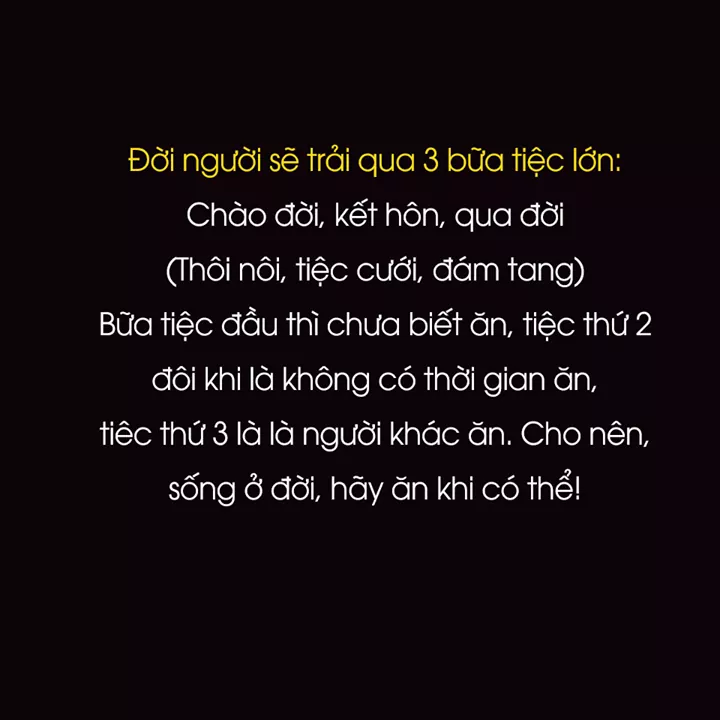 Đời người sẽ trải qua 3 bữa tiệc lớn:
Chào đời, kết hôn, qua đời
(Thôi nôi, tiệc cưới, đám tang)
Bữa tiệc đầu thì chưa biết ăn, tiệc thứ 2
đôi khi là không có thời gian ăn,
tiêc thứ 3 là là người khác ăn. Cho nên,
sống ở đời, hãy ăn khi có thể!